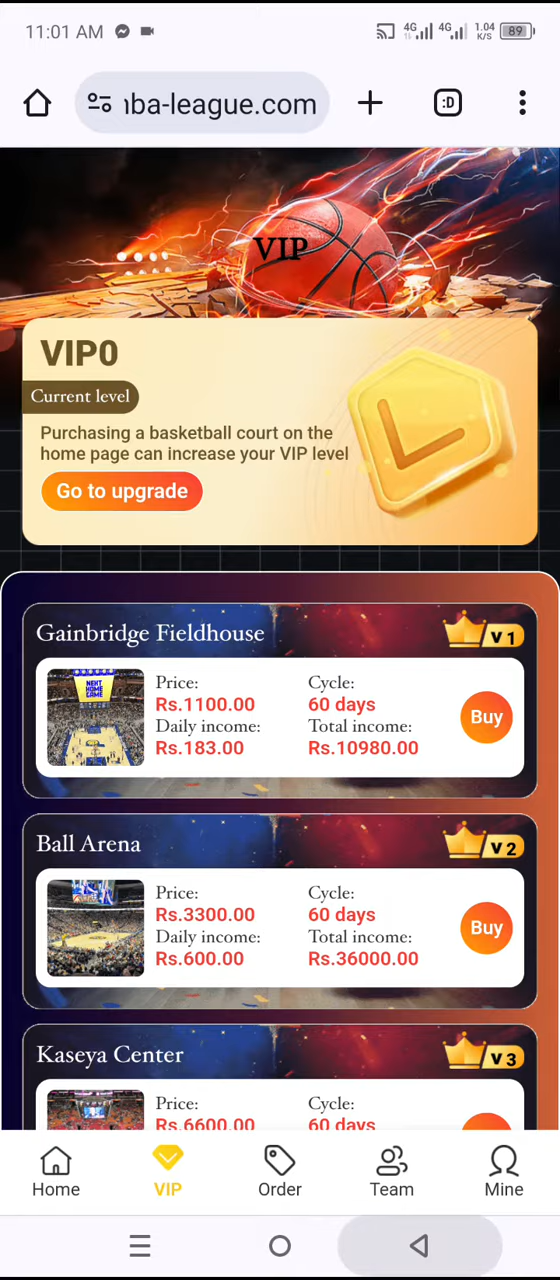 11:01 AM
4G 4G 1.04 K/S 89
ba-league.com
:D
VIP
VIP0
Current level
Purchasing a basketball court on the
home page can increase your VIP level
Go to upgrade
Gainbridge Fieldhouse
V1
NEXT
HOME
GAME
Price:
Cycle:
Rs.1100.00
60 days
Buy
Daily income:
Total income:
Rs.183.00
Rs.10980.00
Ball Arena
V2
Price:
Cycle:
Rs.3300.00
60 days
Buy
Daily income:
Total income:
Rs.600.00
Rs.36000.00
Kaseya Center
V3
Price:
Cycle:
Rs.6600.00
60 days
Home
VIP
Order
Team
Mine